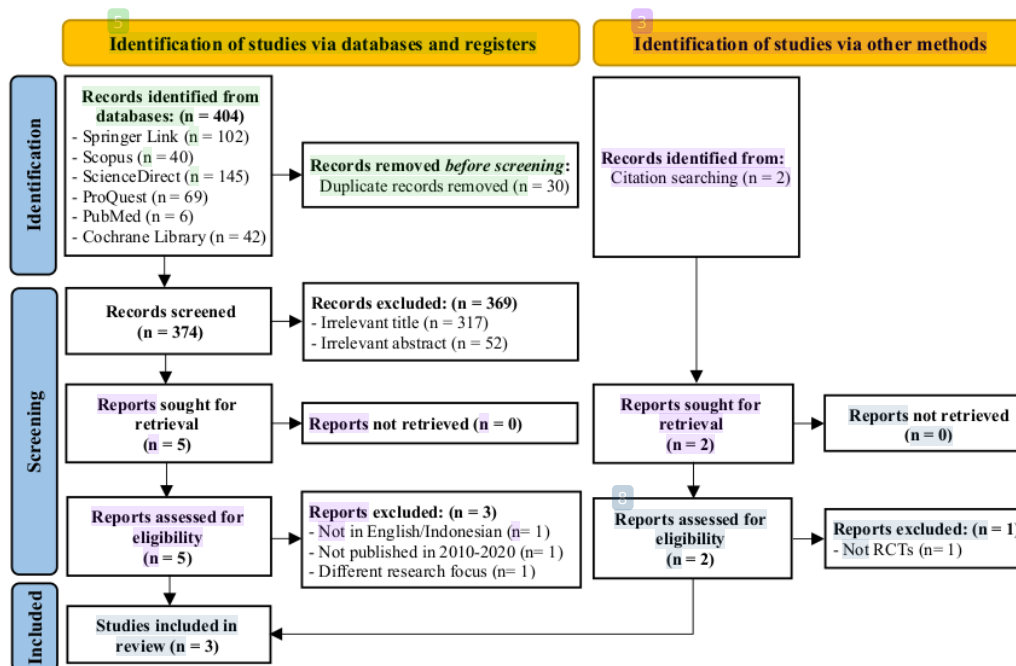 5
Identification of studies via databases and registers
3
Identification of studies via other methods
Identification
Records identified from
databases: (n = 404)
- Springer Link (n = 102)
- Scopus (n = 40)
- ScienceDirect (n = 145)
- ProQuest (n = 69)
- PubMed (n = 6)
- Cochrane Library (n = 42)
Records removed before screening:
Duplicate records removed (n = 30)
Records identified from:
Citation searching (n = 2)
Screening
Records screened
(n = 374)
Records excluded: (n = 369)
- Irrelevant title (n = 317)
- Irrelevant abstract (n = 52)
Reports sought for
retrieval
(n = 5)
Reports not retrieved (n = 0)
Reports sought for
retrieval
(n = 2)
Reports not retrieved
(n = 0)
Reports assessed for
eligibility
(n = 5)
Reports excluded: (n = 3)
- Not in English/Indonesian (n= 1)
- Not published in 2010-2020 (n= 1)
- Different research focus (n= 1)
8
Reports assessed for
eligibility
(n = 2)
Reports excluded: (n = 1)
- Not RCTs (n= 1)
Included
Studies included in
review (n = 3)